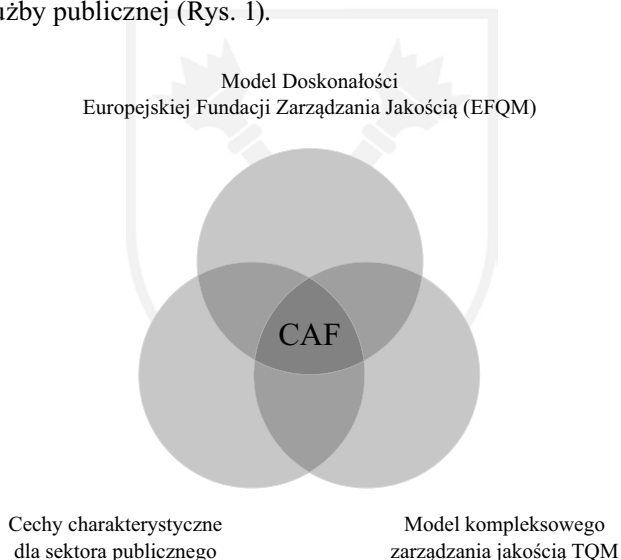 użby publicznej (Rys. 1).
Model Doskonałości
Europejskiej Fundacji Zarządzania Jakością (EFQM)
CAF
Cechy charakterystyczne
dla sektora publicznego
Model kompleksowego
zarządzania jakością TQM